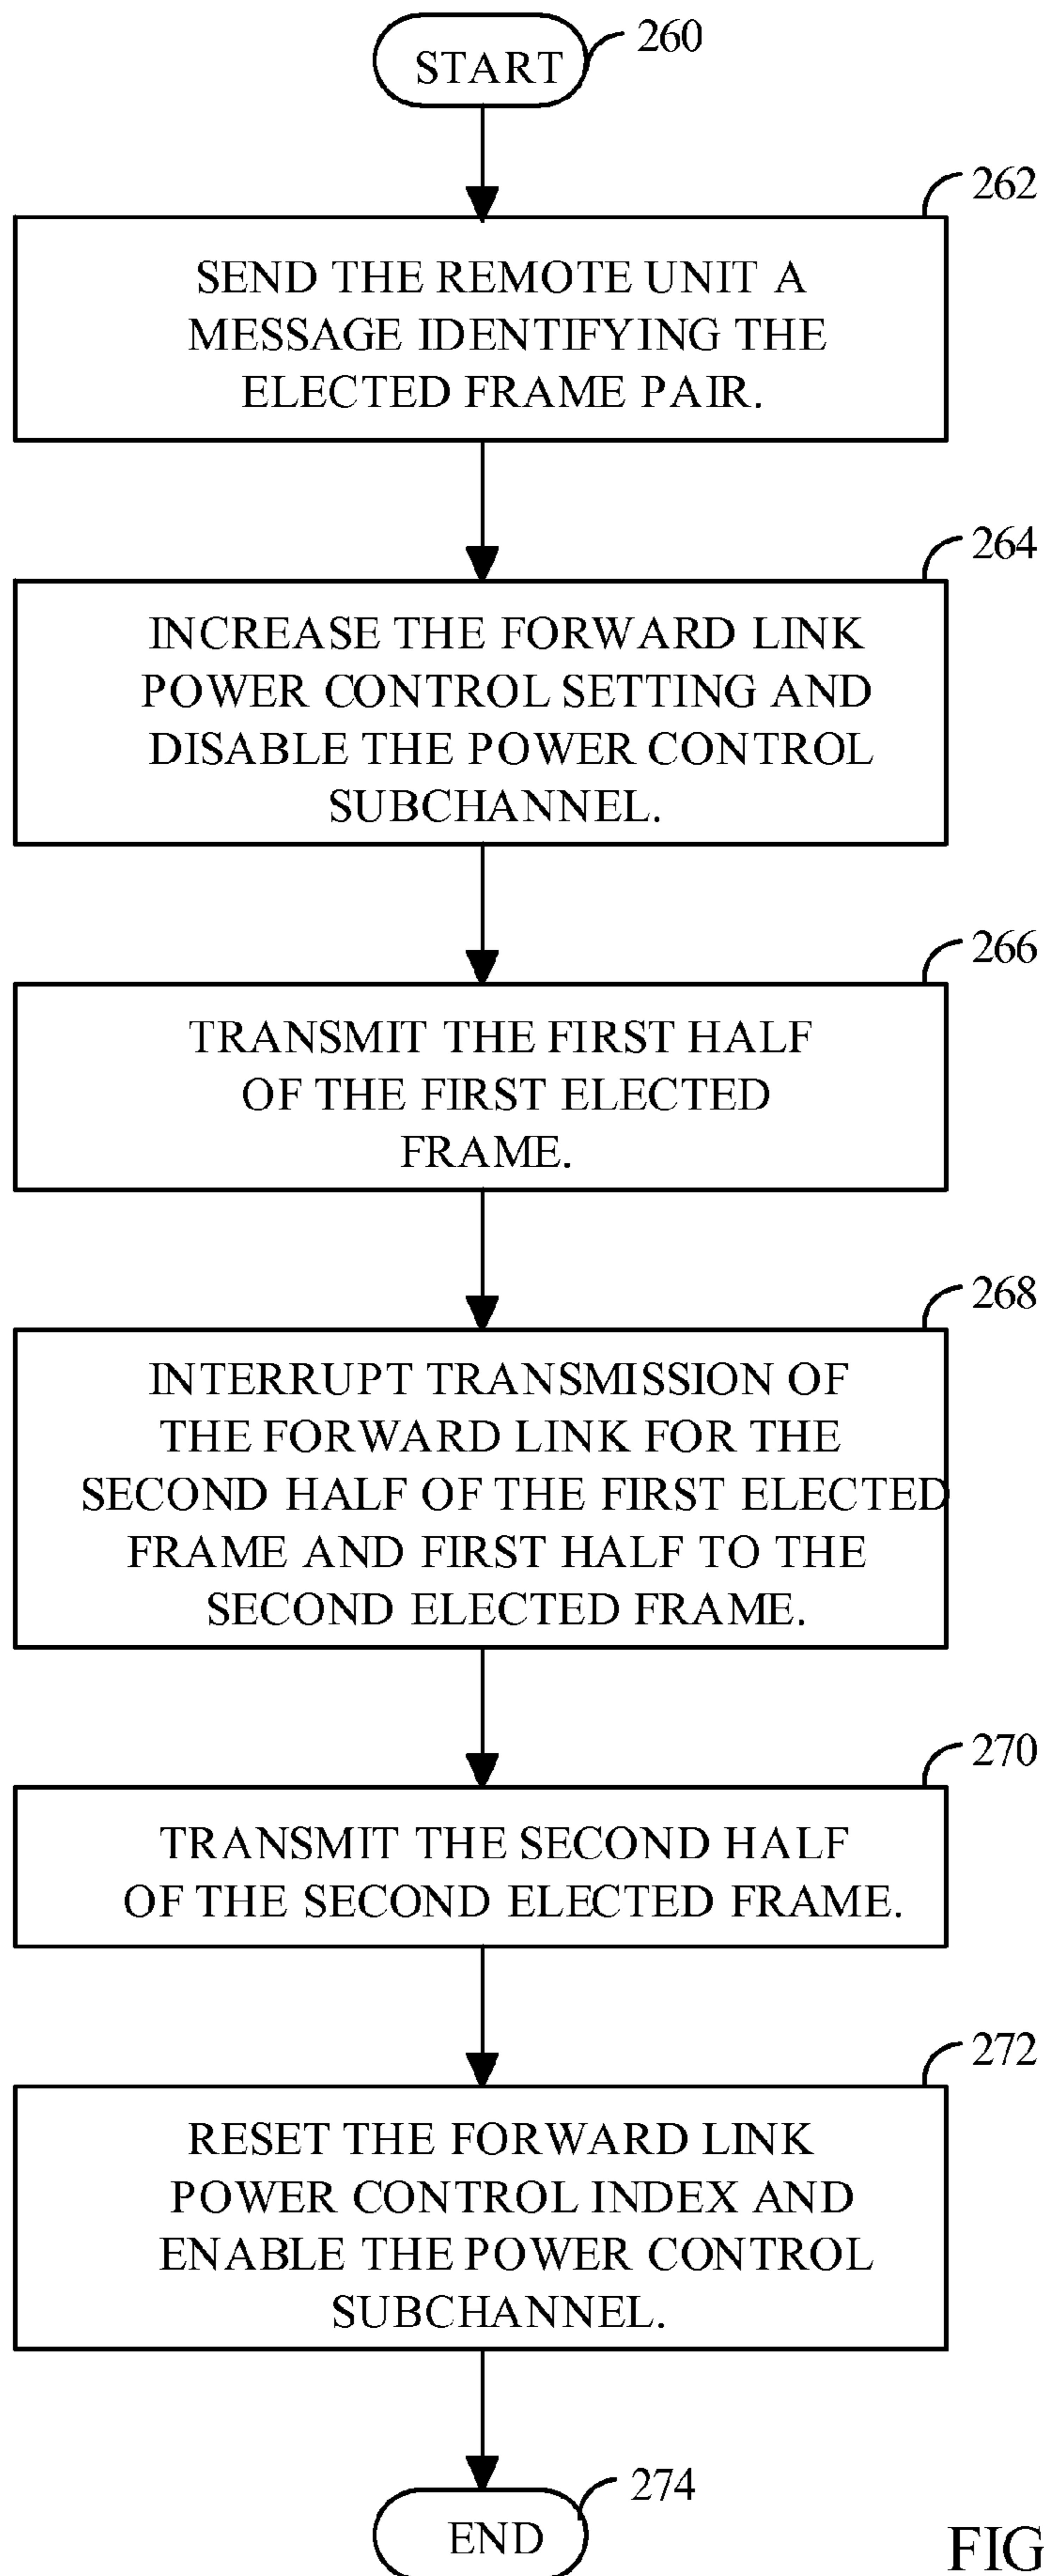 START
260
262
SEND THE REMOTE UNIT A
MESSAGE IDENTIFYING THE
ELECTED FRAME PAIR.
264
INCREASE THE FORWARD LINK
POWER CONTROL SETTING AND
DISABLE THE POWER CONTROL
SUBCHANNEL.
266
TRANSMIT THE FIRST HALF
OF THE FIRST ELECTED
FRAME.
268
INTERRUPT TRANSMISSION OF
THE FORWARD LINK FOR THE
SECOND HALF OF THE FIRST ELECTED
FRAME AND FIRST HALF TO THE
SECOND ELECTED FRAME.
270
TRANSMIT THE SECOND HALF
OF THE SECOND ELECTED FRAME.
272
RESET THE FORWARD LINK
POWER CONTROL INDEX AND
ENABLE THE POWER CONTROL
SUBCHANNEL.
274
END
FIG